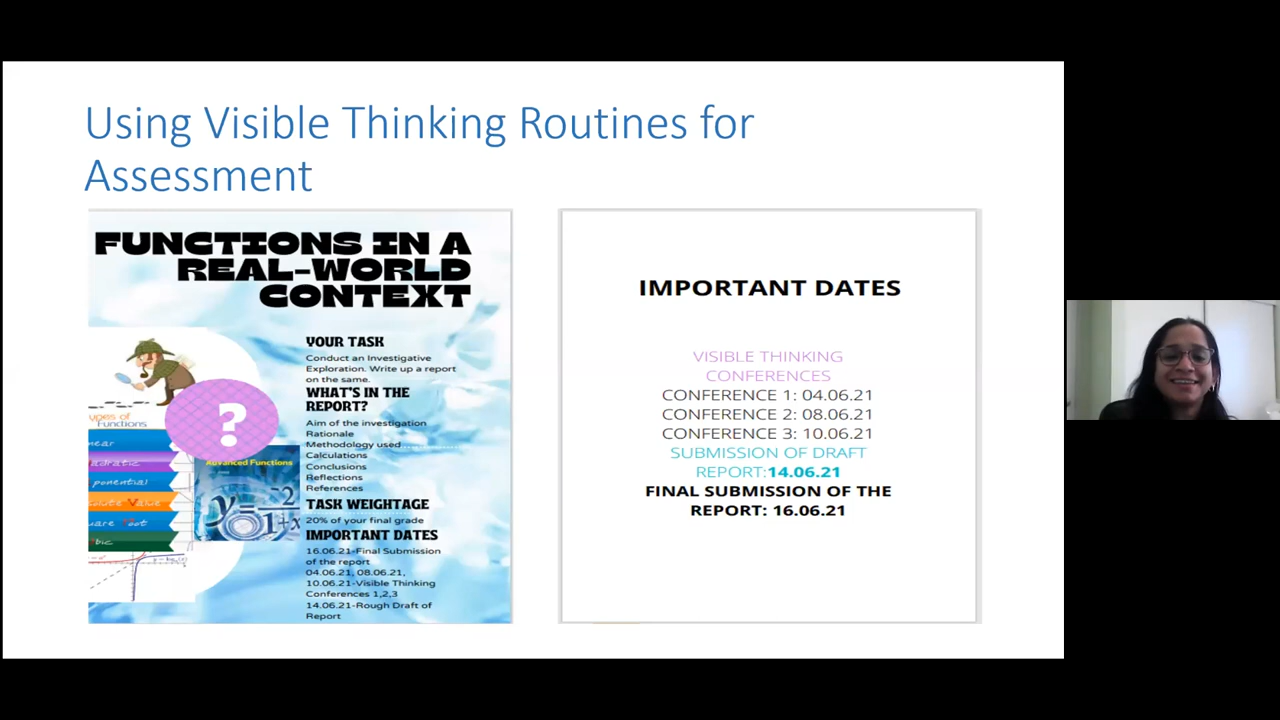 Using Visible Thinking Routines for
Assessment
FUNCTIONS IN A
REAL-WORLD
CONTEXT
YOUR TASK
Conduct an Investigative
Exploration. Write up a report
on the same.
WHAT'S IN THE
REPORT?
Aim of the investigation
Rationale
Methodology used
Calculations
Conclusions
Reflections
References
TASK WEIGHTAGE
20% of your final grade
IMPORTANT DATES
16.06.21-Final Submission
of the report
04.06.21, 08.06.21,
10.06.21-Visible Thinking
Conferences 1,2,3
14.06.21-Rough Draft of
Report
?
Functions
Advanced Functions
IMPORTANT DATES
VISIBLE THINKING
CONFERENCES
CONFERENCE 1: 04.06.21
CONFERENCE 2: 08.06.21
CONFERENCE 3: 10.06.21
SUBMISSION OF DRAFT
REPORT:14.06.21
FINAL SUBMISSION OF THE
REPORT: 16.06.21